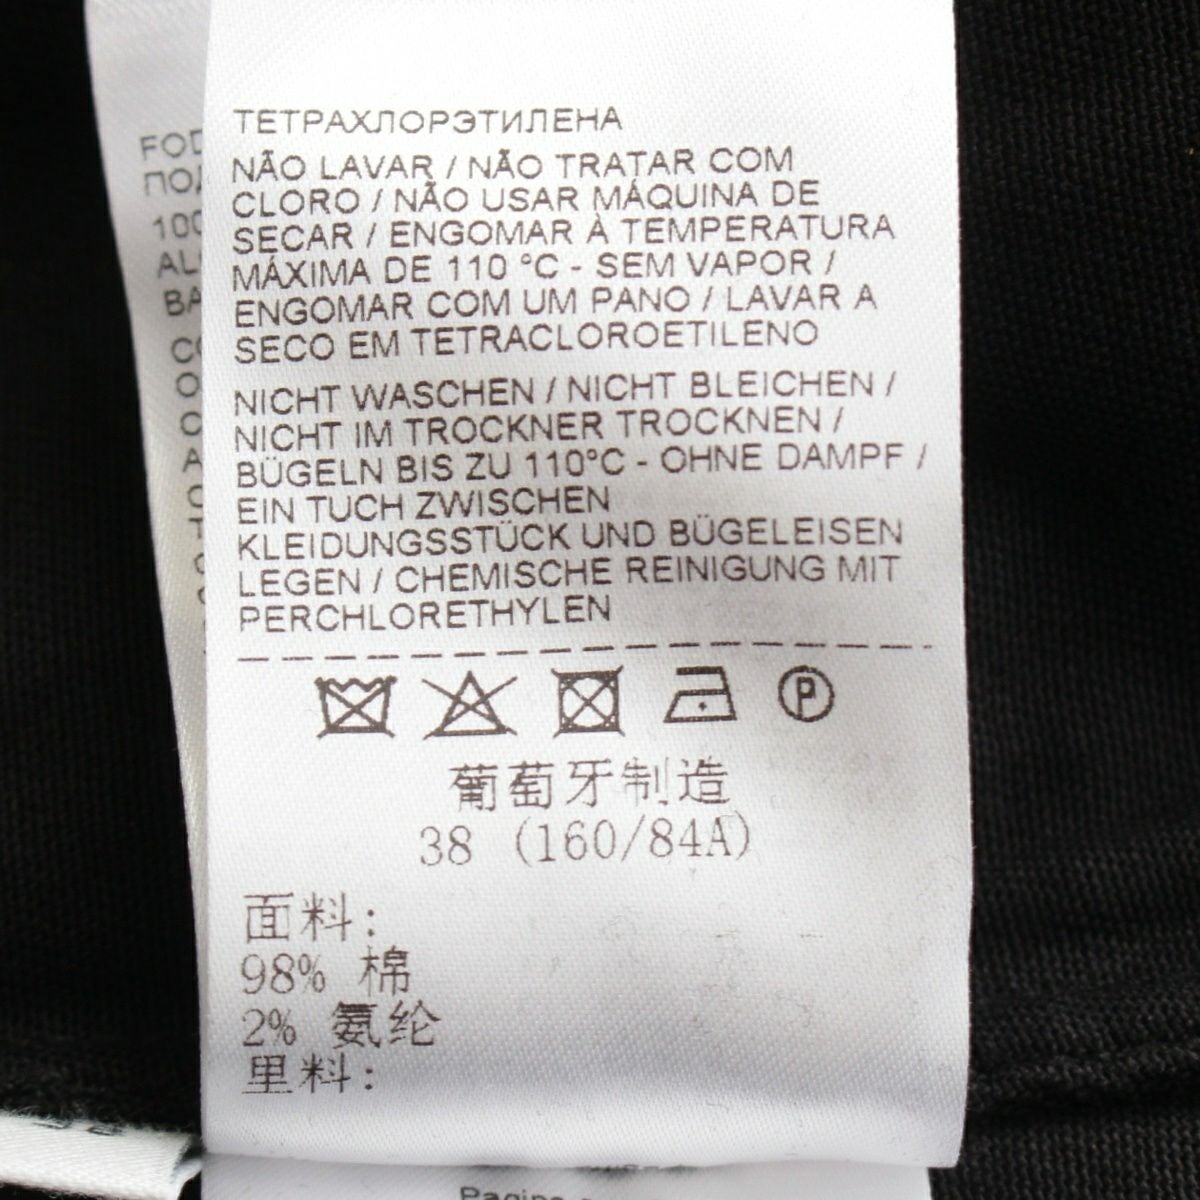 ТЕТРАХЛОРЭТИЛЕНА
NÃO LAVAR / NÃO TRATAR COM
CLORO / NÃO USAR MÁQUINA DE
SECAR / ENGOMAR À TEMPERATURA
MÁXIMA DE 110 °C - SEM VAPOR /
ENGOMAR COM UM PANO / LAVAR A
SECO EM TETRACLOROETILENO
NICHT WASCHEN / NICHT BLEICHEN /
NICHT IM TROCKNER TROCKNEN /
BÜGELN BIS ZU 110°C - OHNE DAMPF /
EIN TUCH ZWISCHEN
KLEIDUNGSSTÜCK UND BÜGELEISEN
LEGEN / CHEMISCHE REINIGUNG MIT
PERCHLORETHYLEN
P
葡萄牙制造
38 (160/84A)
面料:
98% 棉
2% 氨纶
里料: